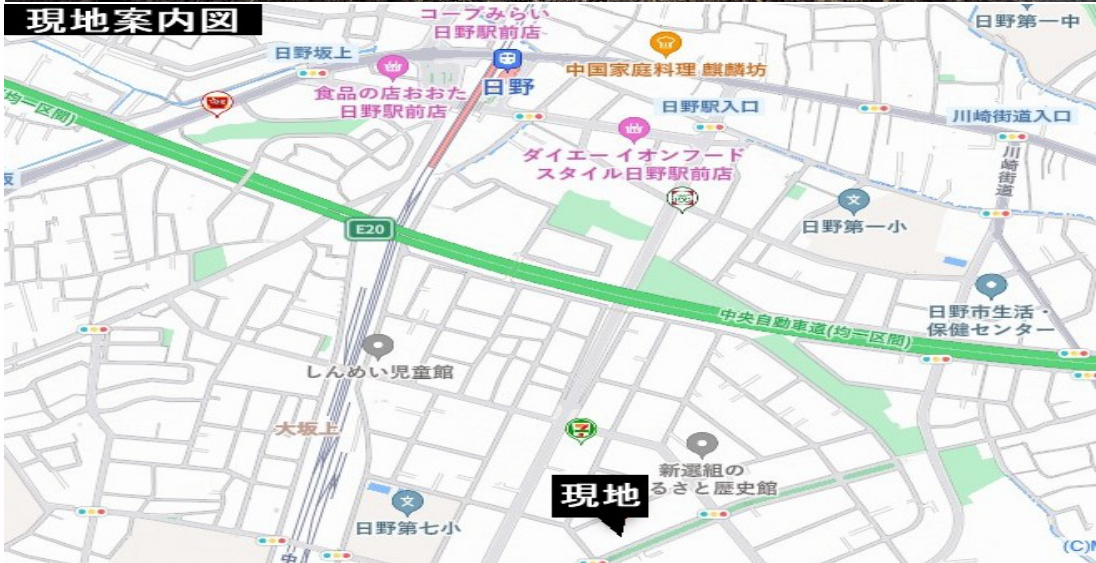 現地案内図
コープみらい
日野駅前店
日野第一中
日野坂上
中国家庭料理 麒麟坊
日野
食品の店おおた
日野駅前店
日野駅入口
川崎街道入口
均一区間)
ダイエーイオンフード
スタイル日野駅前店
川崎街道
坂
文
日野第一小
E20
日野市生活・
保健センター
中央自動車道(均一区間)
しんめい児童館
大坂上
7
新選組の
るさと歴史館
現地
文
日野第七小
中
(C)M